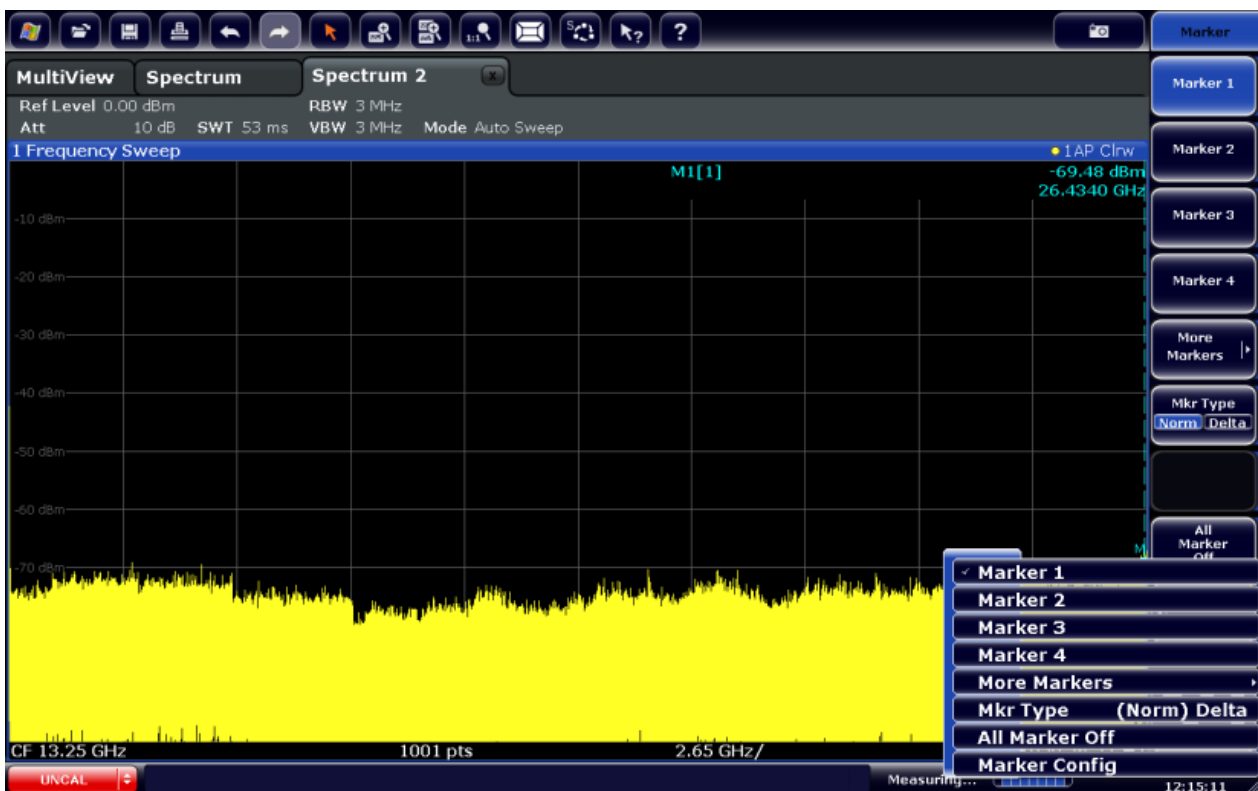 1:1
S
?
?
Marker
MultiView
Spectrum
Spectrum 2
x
Marker 1
Ref Level 0.00 dBm
RBW 3 MHz
Att 10 dB SWT 53 ms VBW 3 MHz Mode Auto Sweep
1 Frequency Sweep
1AP Clrw
Marker 2
M1[1]
-69.48 dBm
26.4340 GHz
Marker 3
-10 dBm
-20 dBm
Marker 4
-30 dBm
More
Markers
-40 dBm
Mkr Type
Norm Delta
-50 dBm
-60 dBm
All
Marker
Off
M
-70 dBm
Marker 1
Marker 2
Marker 3
Marker 4
More Markers
Mkr Type (Norm) Delta
All Marker Off
Marker Config
CF 13.25 GHz
1001 pts
2.65 GHz/
UNCAL
Measuring...
12:15:11